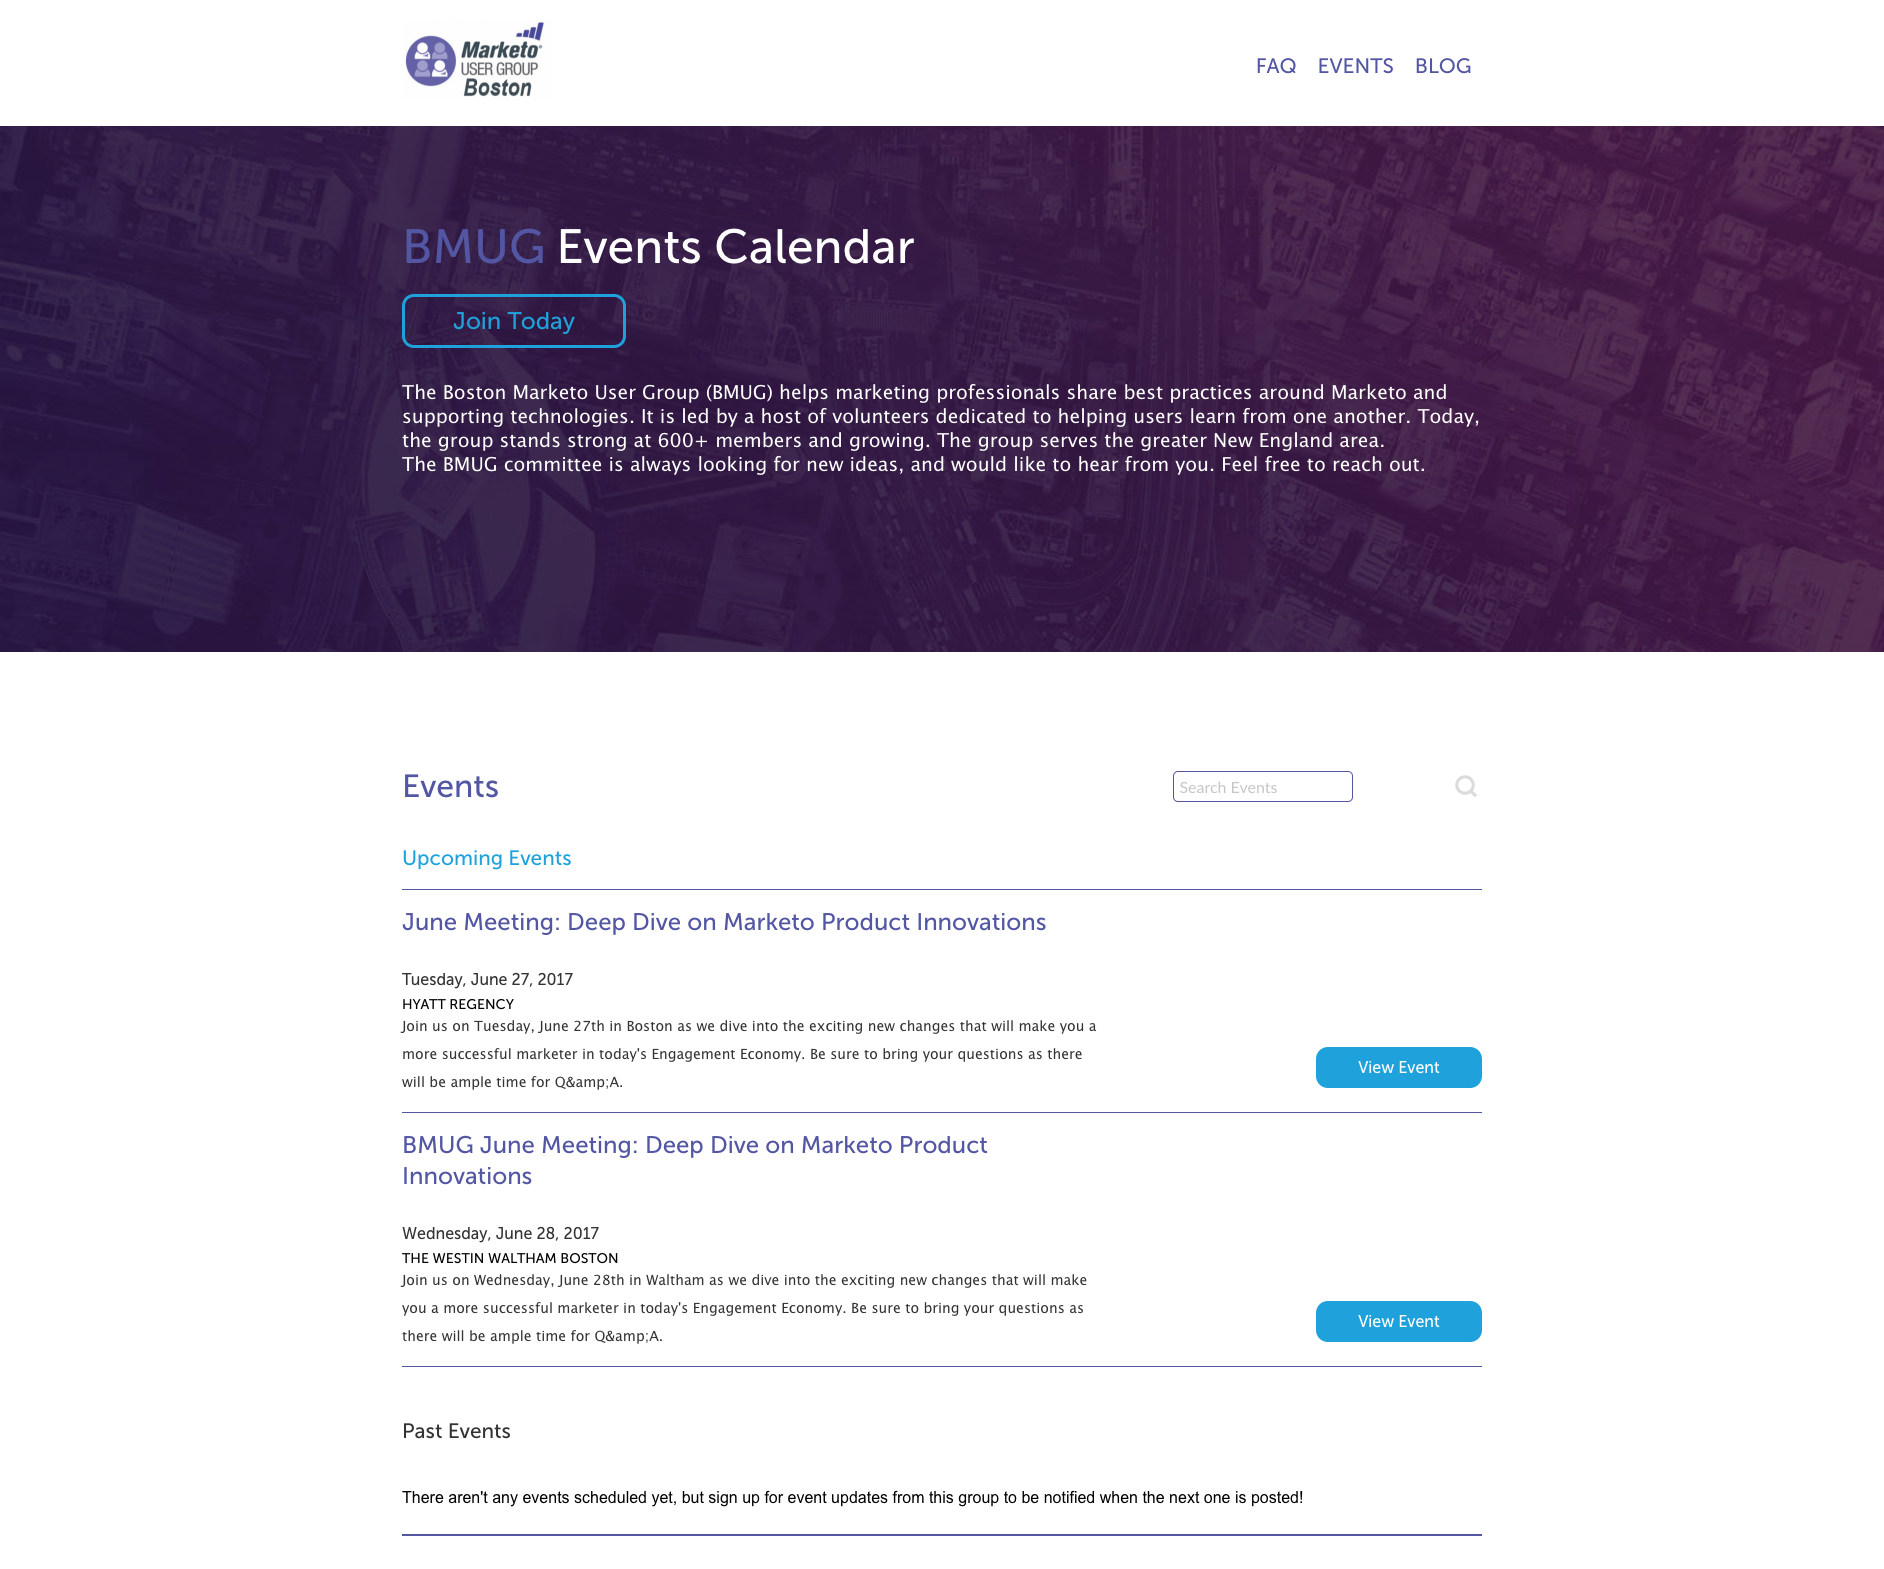 Marketo
USER GROUP
Boston
FAQ EVENTS BLOG
BMUG Events Calendar
Join Today
The Boston Marketo User Group (BMUG) helps marketing professionals share best practices around Marketo and
supporting technologies. It is led by a host of volunteers dedicated to helping users learn from one another. Today,
the group stands strong at 600+ members and growing. The group serves the greater New England area.
The BMUG committee is always looking for new ideas, and would like to hear from you. Feel free to reach out.
Events
Search Events
Upcoming Events
June Meeting: Deep Dive on Marketo Product Innovations
Tuesday, June 27, 2017
HYATT REGENCY
Join us on Tuesday, June 27th in Boston as we dive into the exciting new changes that will make you a
more successful marketer in today's Engagement Economy. Be sure to bring your questions as there
will be ample time for Q&amp;A.
View Event
BMUG June Meeting: Deep Dive on Marketo Product
Innovations
Wednesday, June 28, 2017
THE WESTIN WALTHAM BOSTON
Join us on Wednesday, June 28th in Waltham as we dive into the exciting new changes that will make
you a more successful marketer in today's Engagement Economy. Be sure to bring your questions as
there will be ample time for Q&amp;A.
View Event
Past Events
There aren't any events scheduled yet, but sign up for event updates from this group to be notified when the next one is posted!